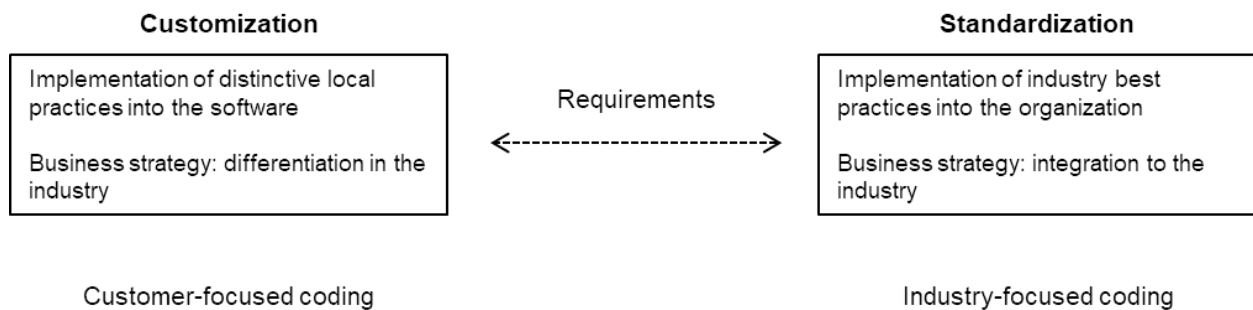 Customization
Implementation of distinctive local
practices into the software
Business strategy: differentiation in the
industry
Requirements
Standardization
Implementation of industry best
practices into the organization
Business strategy: integration to the
industry
Customer-focused coding
Industry-focused coding